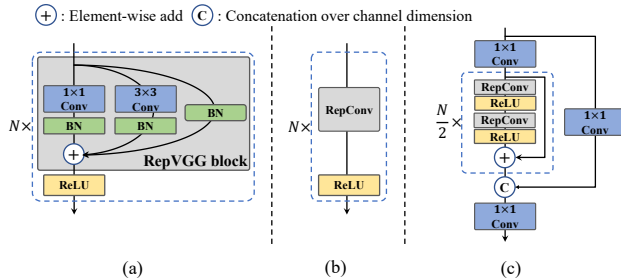 + : Element-wise add C : Concatenation over channel dimension
1×1
Conv
3×3
Conv
BN
BN
BN
N×
+
RepVGG block
ReLU
(a)
RepConv
N×
ReLU
(b)
1×1
Conv
RepConv
ReLU
RepConv
ReLU
N/2 ×
+
1×1
Conv
C
1×1
Conv
(c)